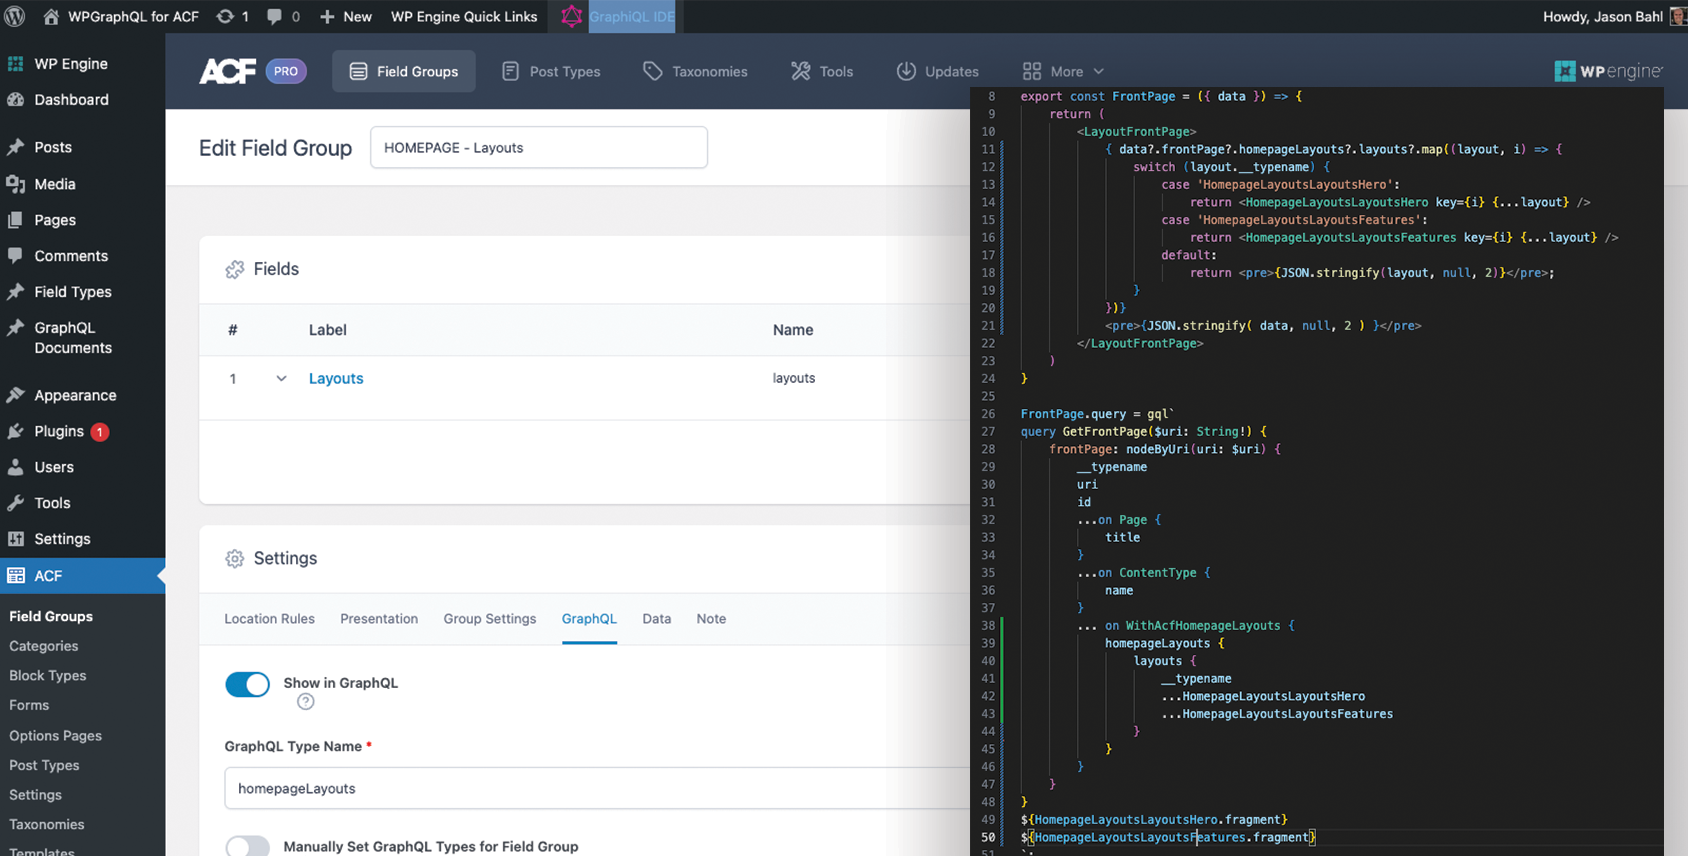 WPGraphQL for ACF 1 0 New WP Engine Quick Links GraphiQL IDE Howdy, Jason Bahl
WP Engine
Dashboard
Posts
Media
Pages
Comments
Field Types
GraphQL
Documents
Appearance
Plugins 1
Users
Tools
Settings
ACF
Field Groups
Categories
Block Types
Forms
Options Pages
Post Types
Settings
Taxonomies
Templates
ACF PRO Field Groups Post Types Taxonomies Tools Updates More WP engine
Edit Field Group HOMEPAGE - Layouts
Fields
# Label Name
1 Layouts layouts
Settings
Location Rules Presentation Group Settings GraphQL Data Note
Show in GraphQL
?
GraphQL Type Name *
homepageLayouts
Manually Set GraphQL Types for Field Group
8 export const FrontPage = ({ data }) => {
9 return (
10 <LayoutFrontPage>
11 { data?.frontPage?.homepageLayouts?.layouts?.map((layout, i) => {
12 switch (layout.__typename) {
13 case 'HomepageLayoutsLayoutsHero':
14 return <HomepageLayoutsLayoutsHero key={i} {...layout} />
15 case 'HomepageLayoutsLayoutsFeatures':
16 return <HomepageLayoutsLayoutsFeatures key={i} {...layout} />
17 default:
18 return <pre>{JSON.stringify(layout, null, 2)}</pre>;
19 }
20 })}
21 <pre>{JSON.stringify( data, null, 2 ) }</pre>
22 </LayoutFrontPage>
23 )
24 }
25
26 FrontPage.query = gql`
27 query GetFrontPage($uri: String!) {
28 frontPage: nodeByUri(uri: $uri) {
29 __typename
30 uri
31 id
32 ...on Page {
33 title
34 }
35 ...on ContentType {
36 name
37 }
38 ... on WithAcfHomepageLayouts {
39 homepageLayouts {
40 layouts {
41 __typename
42 ...HomepageLayoutsLayoutsHero
43 ...HomepageLayoutsLayoutsFeatures
44 }
45 }
46 }
47 }
48 }
49 ${HomepageLayoutsLayoutsHero.fragment}
50 ${HomepageLayoutsLayoutsFeatures.fragment}
51 `;